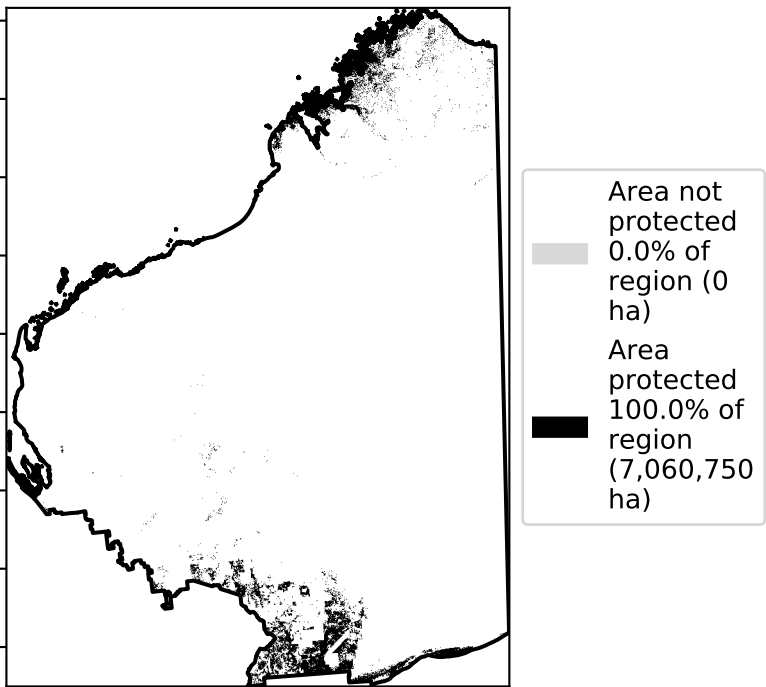 Area not
protected
0.0% of
region (0
ha)
Area
protected
100.0% of
region
(7,060,750
ha)